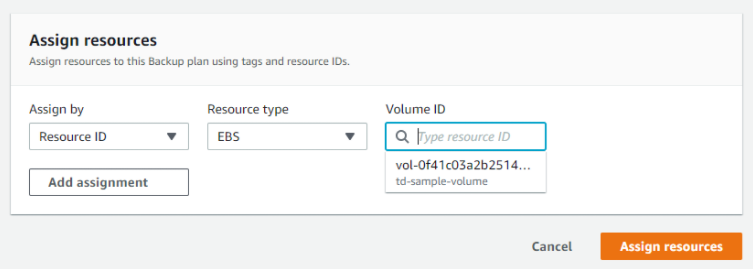 Assign resources
Assign resources to this Backup plan using tags and resource IDs.
Assign by
Resource type
Volume ID
Resource ID
EBS
Type resource ID
vol-0f41c03a2b2514...
td-sample-volume
Add assignment
Cancel
Assign resources